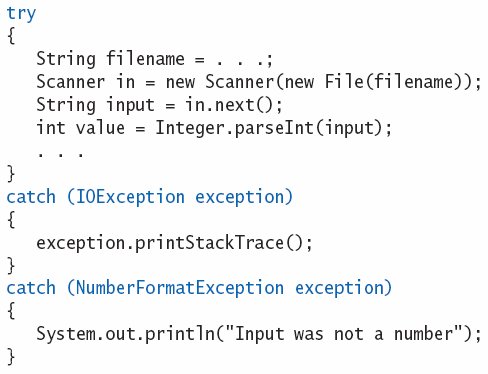 try
{
   String filename = . . .;
   Scanner in = new Scanner(new File(filename));
   String input = in.next();
   int value = Integer.parseInt(input);
   . . .
}
catch (IOException exception)
{
   exception.printStackTrace();
}
catch (NumberFormatException exception)
{
   System.out.println("Input was not a number");
}